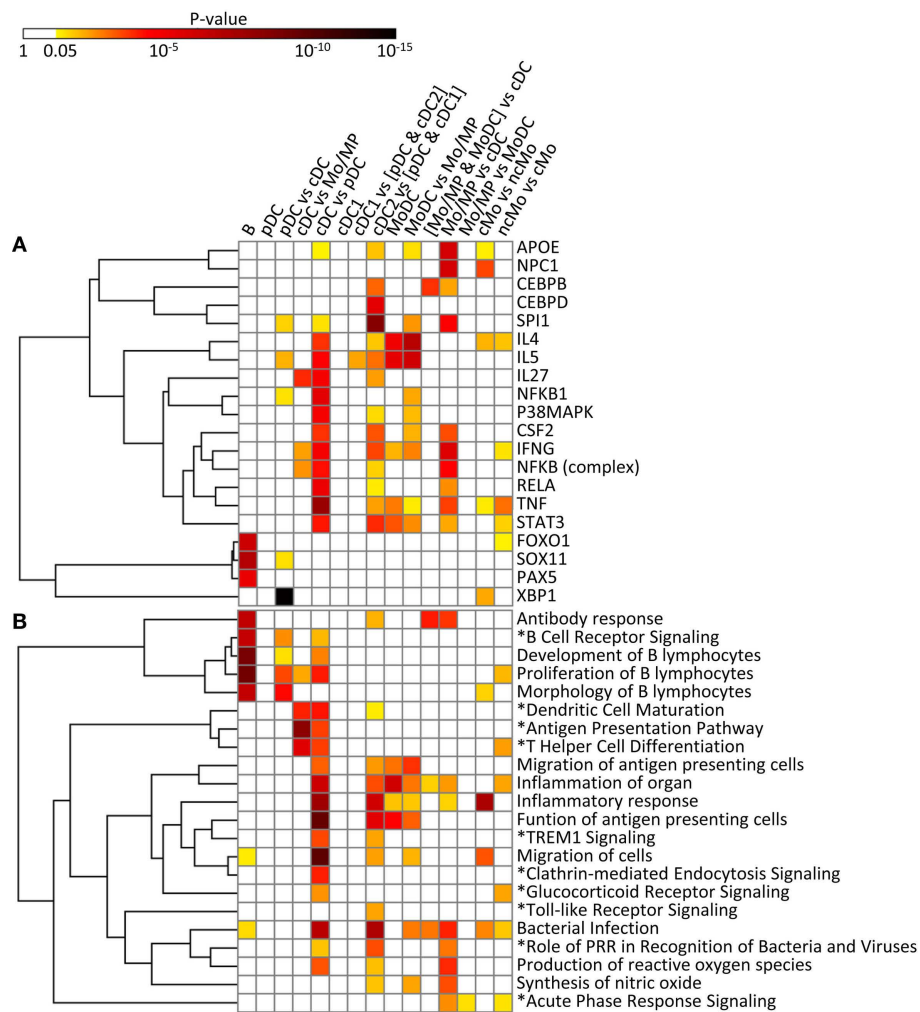 P-value
1 0.05 10-5 10-10 10-15
B
pDC
pDC vs cDC
cDC vs Mo/MP
cDC vs pDC
cDC1
cDC1 vs [pDC & cDC2]
cDC2 vs [pDC & cDC1]
MoDC
MoDC vs Mo/MP
[Mo/MP & MoDC] vs cDC
Mo/MP vs cDC
Mo/MP vs MoDC
cMo vs ncMo
ncMo vs cMo
A
APOE
NPC1
CEBPB
CEBPD
SPI1
IL4
IL5
IL27
NFKB1
P38MAPK
CSF2
IFNG
NFKB (complex)
RELA
TNF
STAT3
FOXO1
SOX11
PAX5
XBP1
B
Antibody response
*B Cell Receptor Signaling
Development of B lymphocytes
Proliferation of B lymphocytes
Morphology of B lymphocytes
*Dendritic Cell Maturation
*Antigen Presentation Pathway
*T Helper Cell Differentiation
Migration of antigen presenting cells
Inflammation of organ
Inflammatory response
Funtion of antigen presenting cells
*TREM1 Signaling
Migration of cells
*Clathrin-mediated Endocytosis Signaling
*Glucocorticoid Receptor Signaling
*Toll-like Receptor Signaling
Bacterial Infection
*Role of PRR in Recognition of Bacteria and Viruses
Production of reactive oxygen species
Synthesis of nitric oxide
*Acute Phase Response Signaling